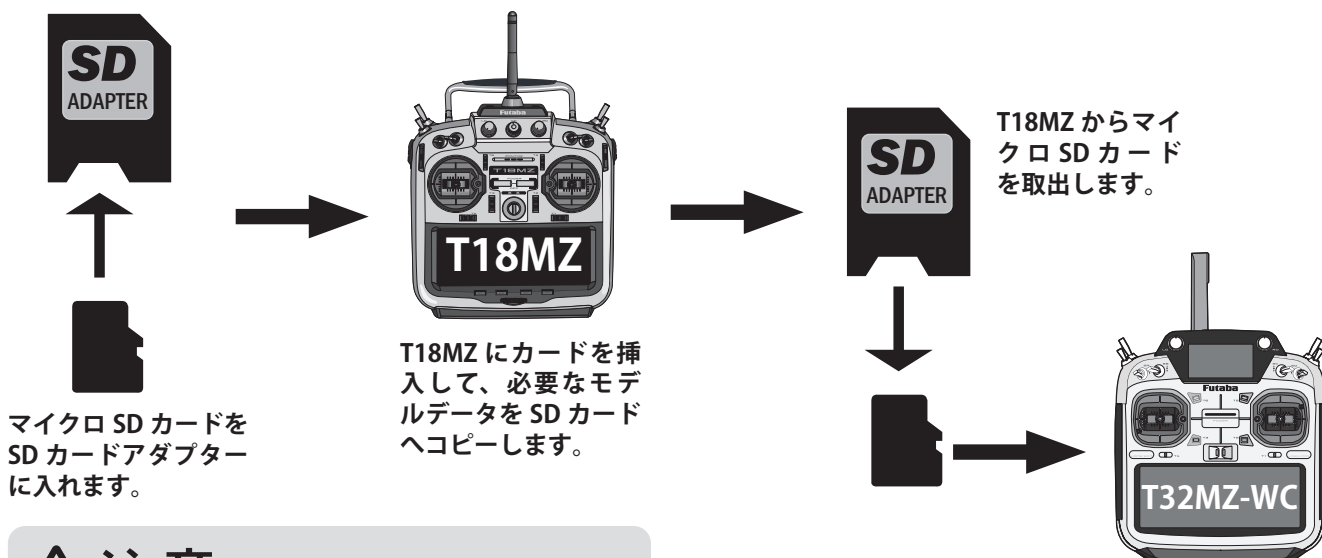 SD
ADAPTER
マイクロ SD カードを
SD カードアダプター
に入れます。
Futaba
T18MZ
T18MZ
T18MZ にカードを挿
入して、必要なモデ
ルデータを SD カード
へコピーします。
SD
ADAPTER
T18MZ からマイ
クロ SD カード
を取出します。
Futaba
T32MZ-WC